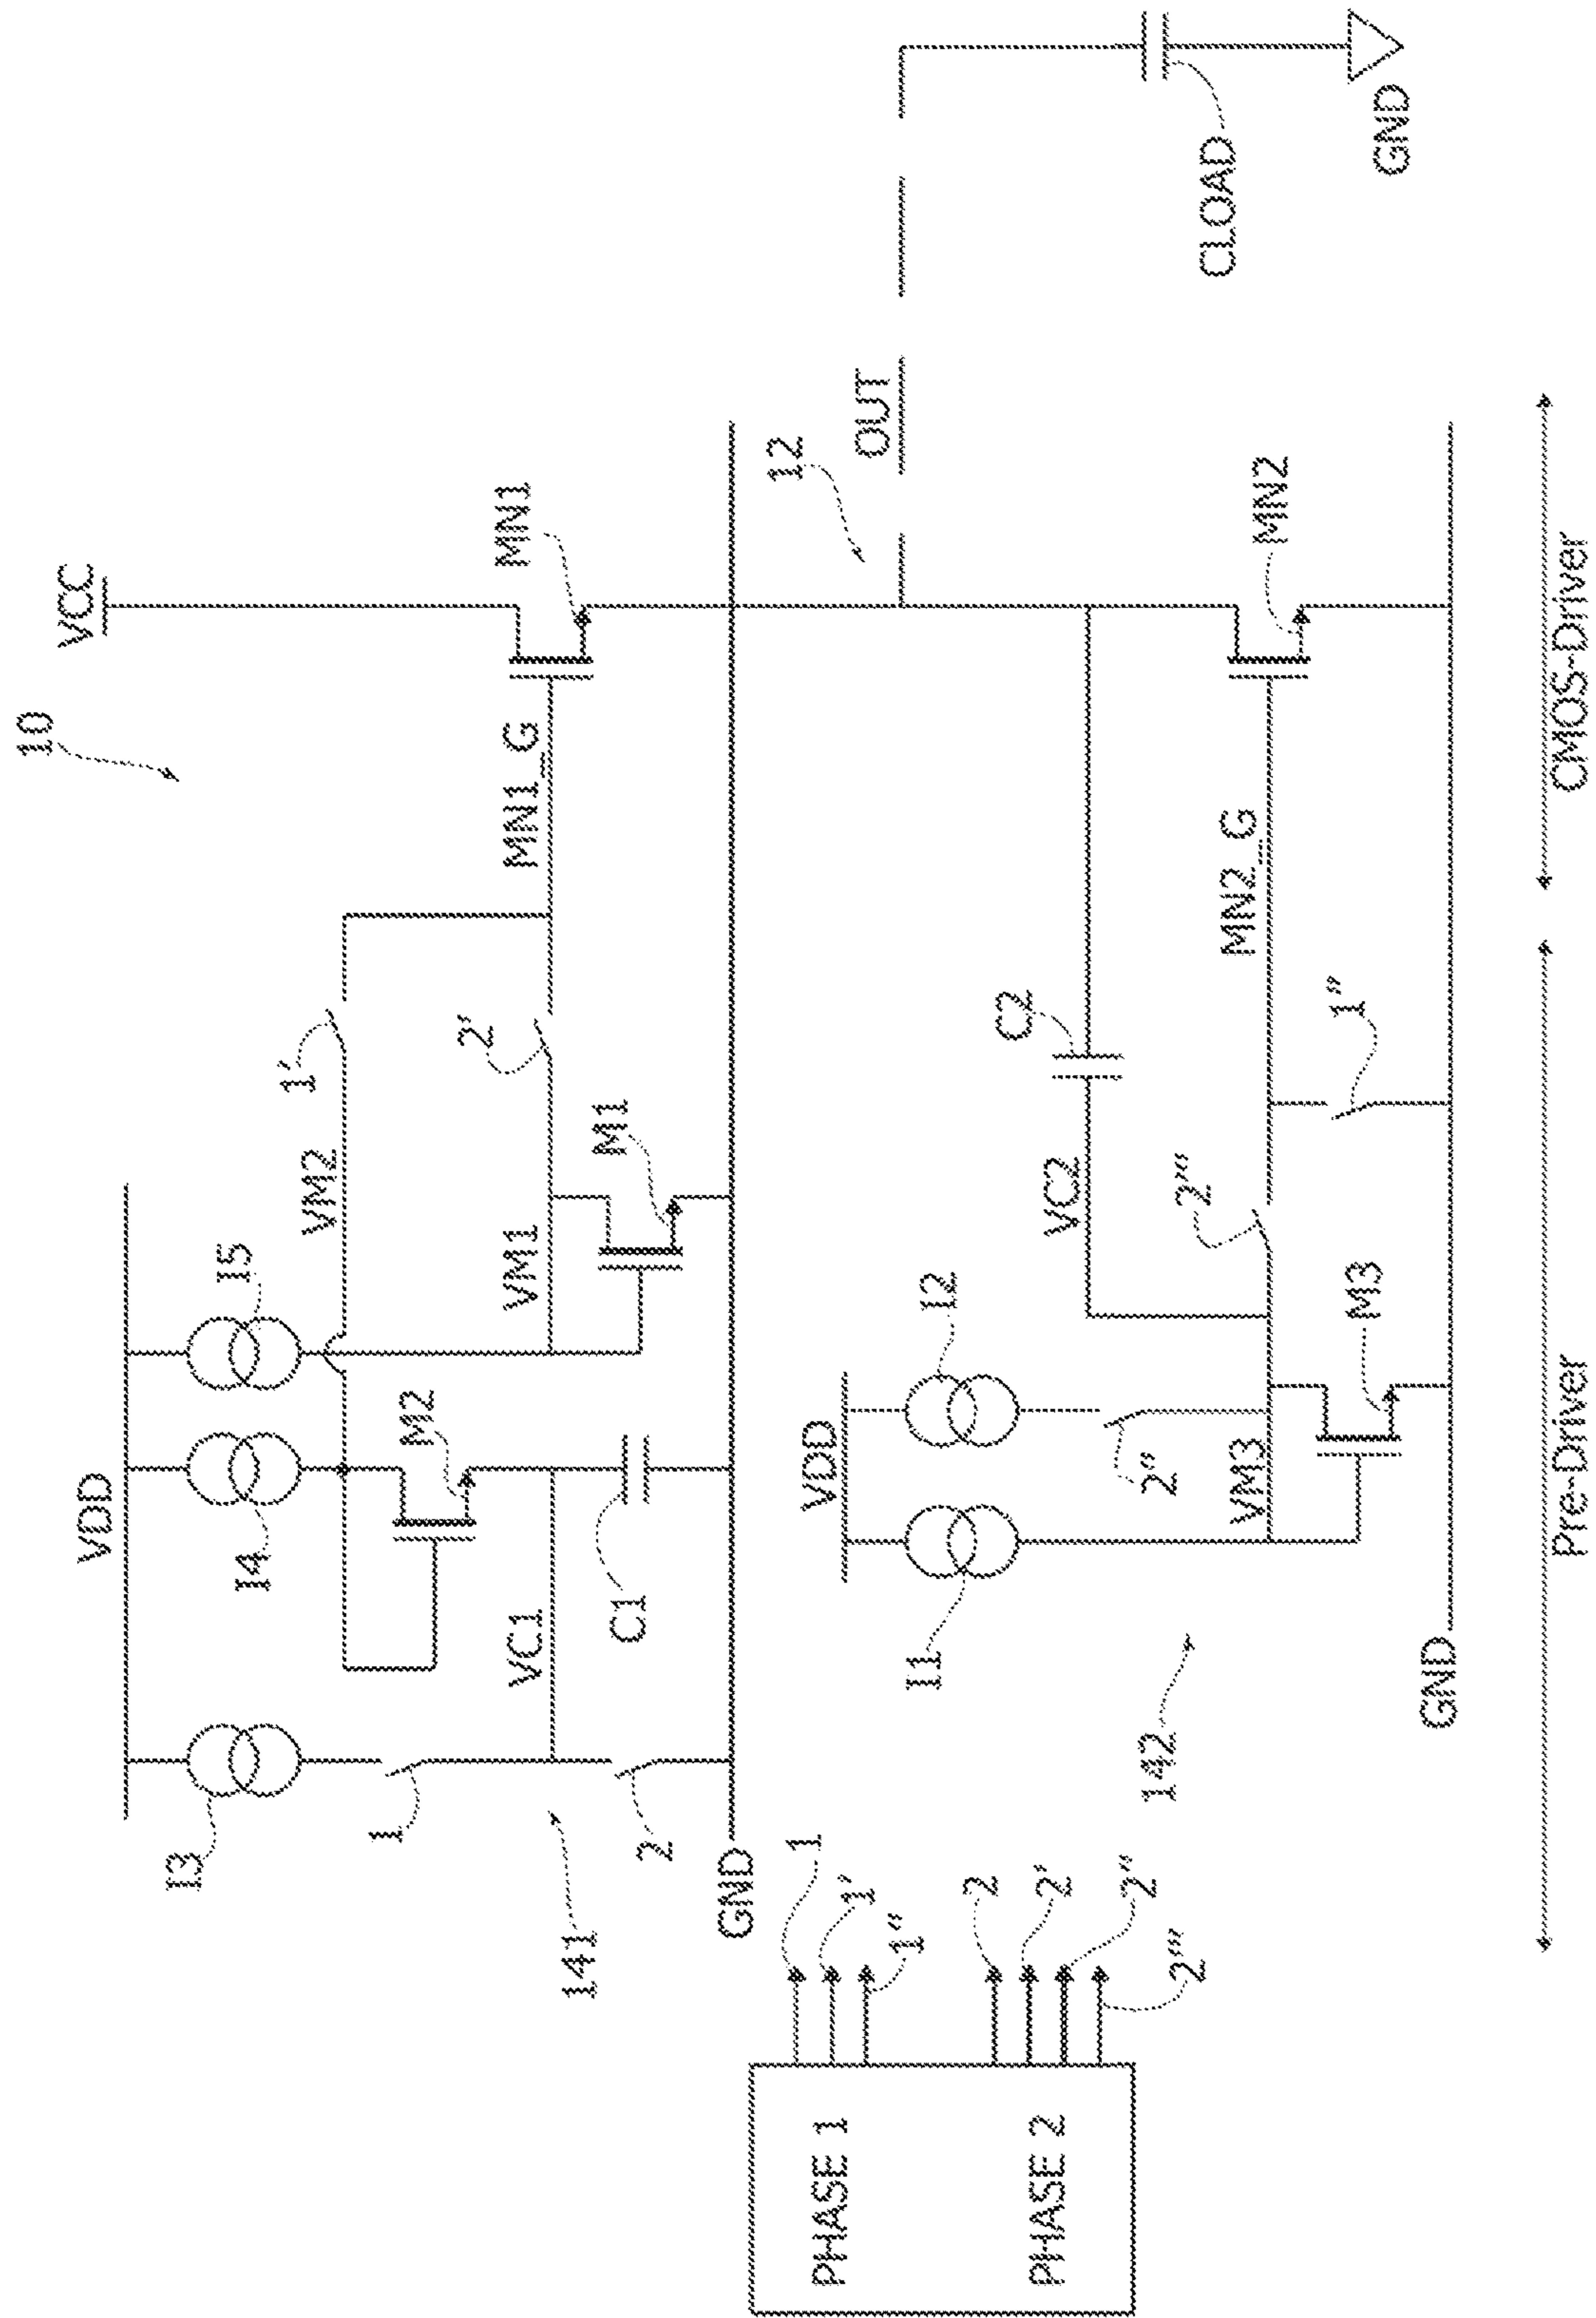 10
VCC
VDD
I3
I4
I5
VM2
1'
MN1_G
MN1
M2
1
VC1
VM1
2'
141
2
C1
M1
GND
12
OUT
1
1'
1"
2
2'
2"
2"'
PHASE 1
PHASE 2
VDD
I1
I2
C2
VC2
142
2"
VM3
2"'
MN2_G
MN2
M3
1"
GND
CLOAD
GND
Pre-Driver
CMOS-Driver